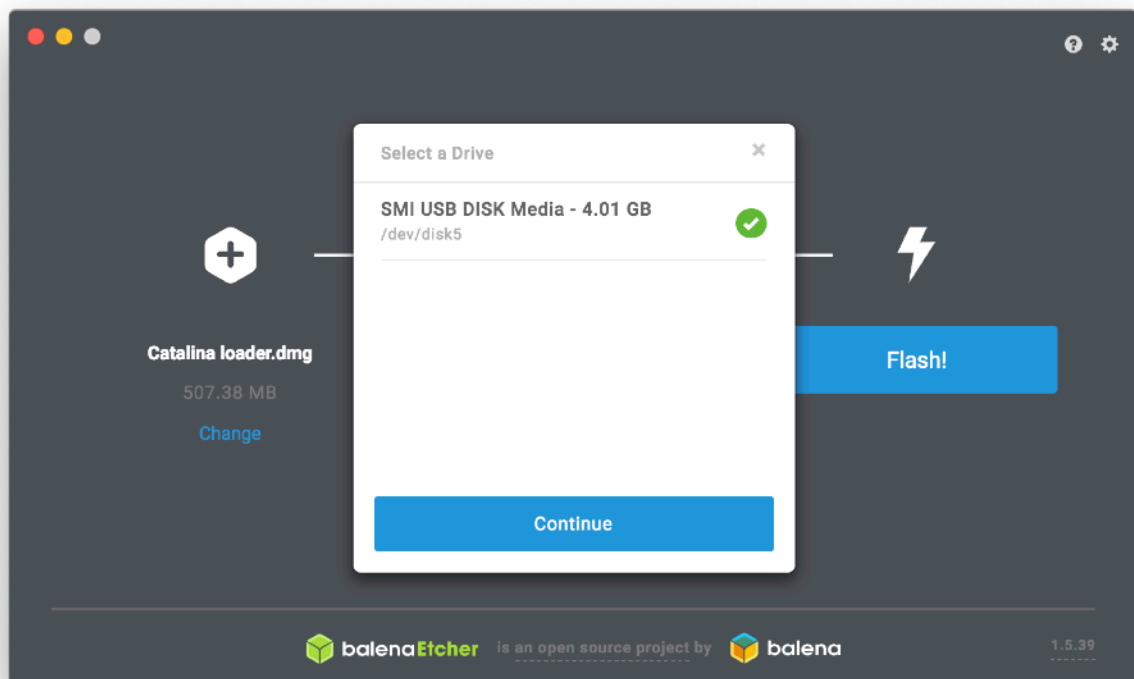 Select a Drive
SMI USB DISK Media - 4.01 GB
/dev/disk5
Catalina loader.dmg
507.38 MB
Change
Flash!
Continue
balenaEtcher is an open source project by balena
1.5.39